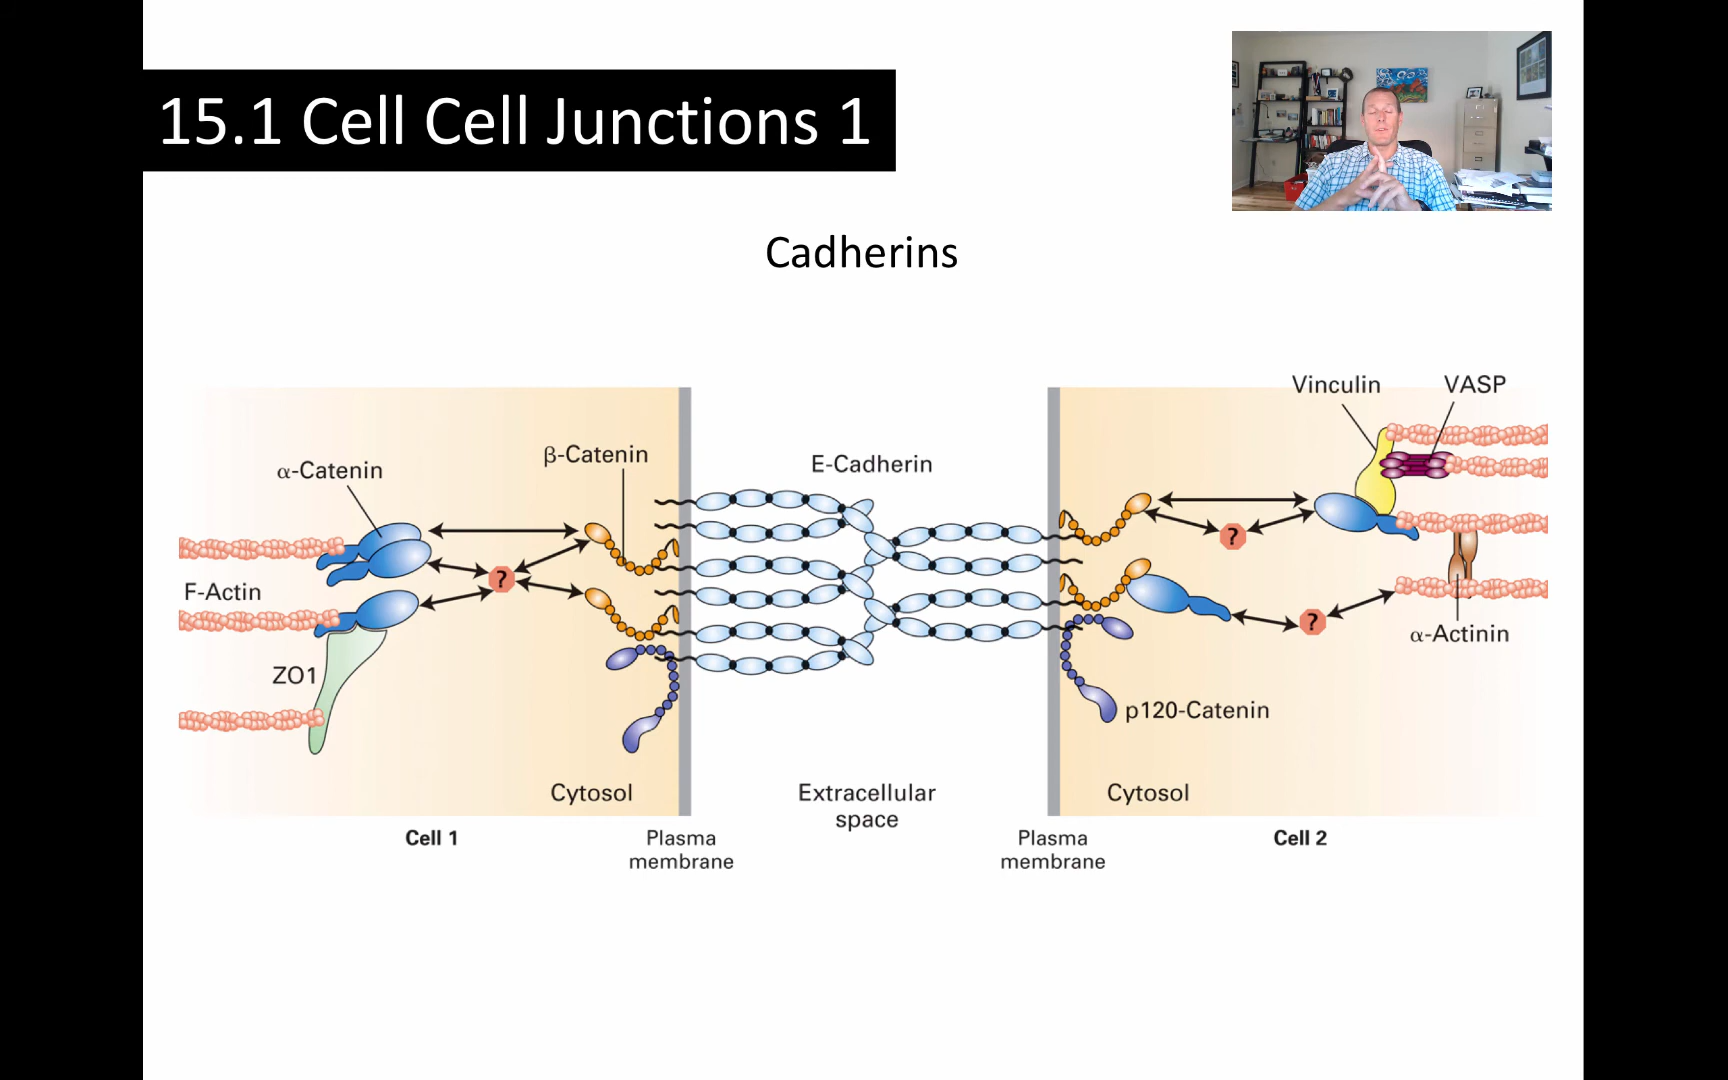 15.1 Cell Cell Junctions 1
Cadherins
Vinculin
VASP
β-Catenin
E-Cadherin
α-Catenin
?
?
F-Actin
?
α-Actinin
ZO1
p120-Catenin
Cytosol
Extracellular
space
Cytosol
Cell 1
Plasma
membrane
Plasma
membrane
Cell 2